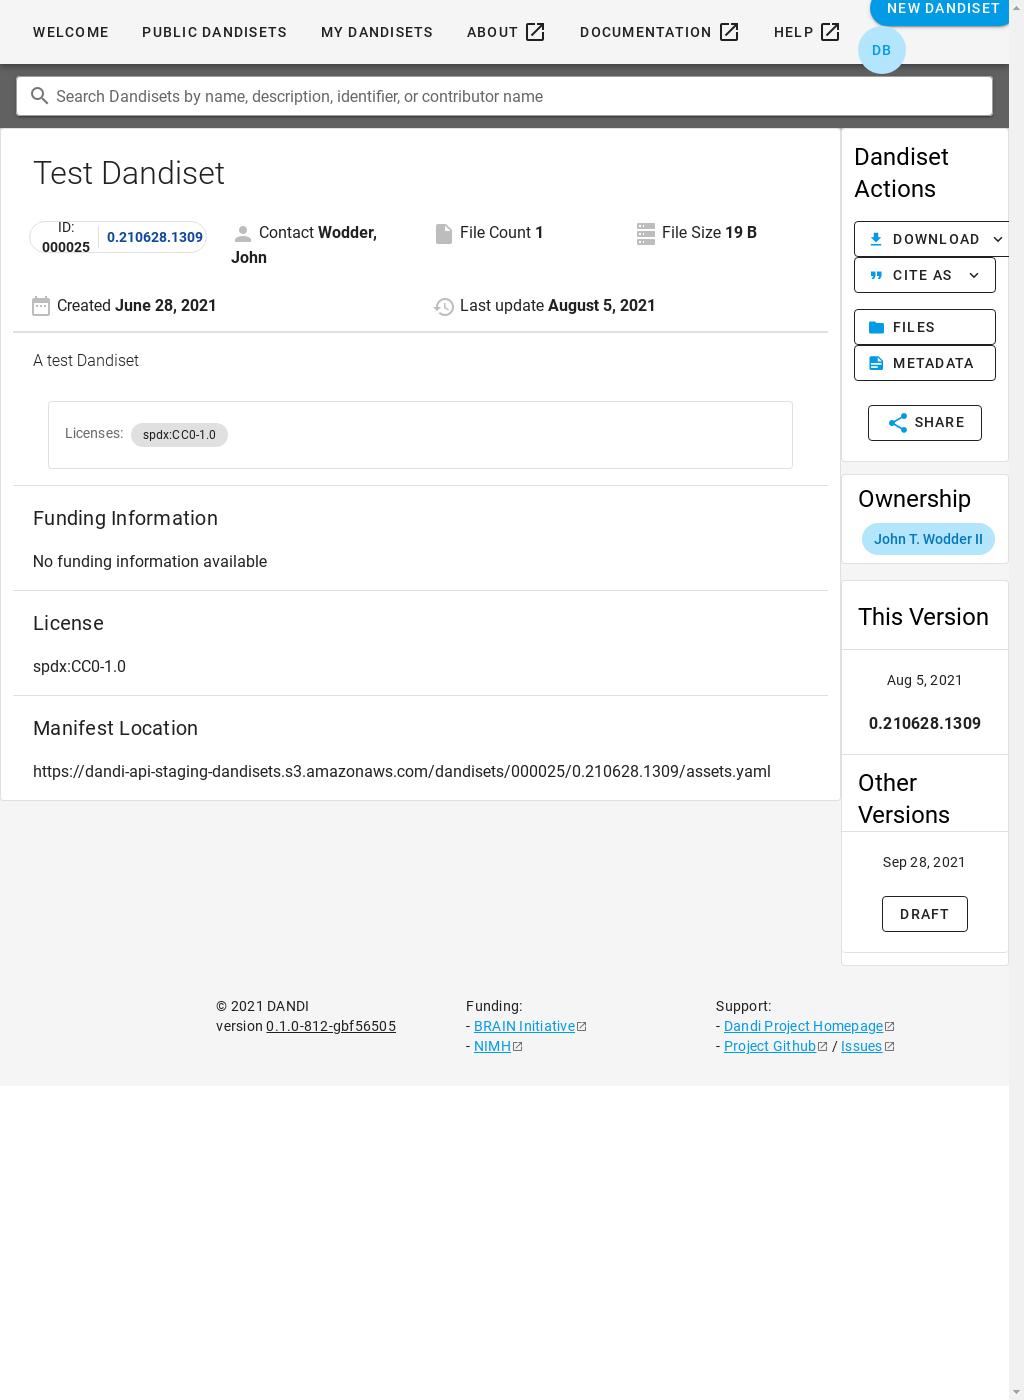 WELCOME
PUBLIC DANDISETS
MY DANDISETS
ABOUT
DOCUMENTATION
HELP
NEW DANDISET
DB
Search Dandisets by name, description, identifier, or contributor name
Test Dandiset
ID:
000025
0.210628.1309
Contact Wodder,
John
File Count 1
File Size 19 B
Created June 28, 2021
Last update August 5, 2021
A test Dandiset
Licenses: spdx:CC0-1.0
Funding Information
No funding information available
License
spdx:CC0-1.0
Manifest Location
https://dandi-api-staging-dandisets.s3.amazonaws.com/dandisets/000025/0.210628.1309/assets.yaml
Dandiset
Actions
DOWNLOAD
CITE AS
FILES
METADATA
SHARE
Ownership
John T. Wodder II
This Version
Aug 5, 2021
0.210628.1309
Other
Versions
Sep 28, 2021
DRAFT
© 2021 DANDI
version 0.1.0-812-gbf56505
Funding:
- BRAIN Initiative
- NIMH
Support:
- Dandi Project Homepage
- Project Github / Issues